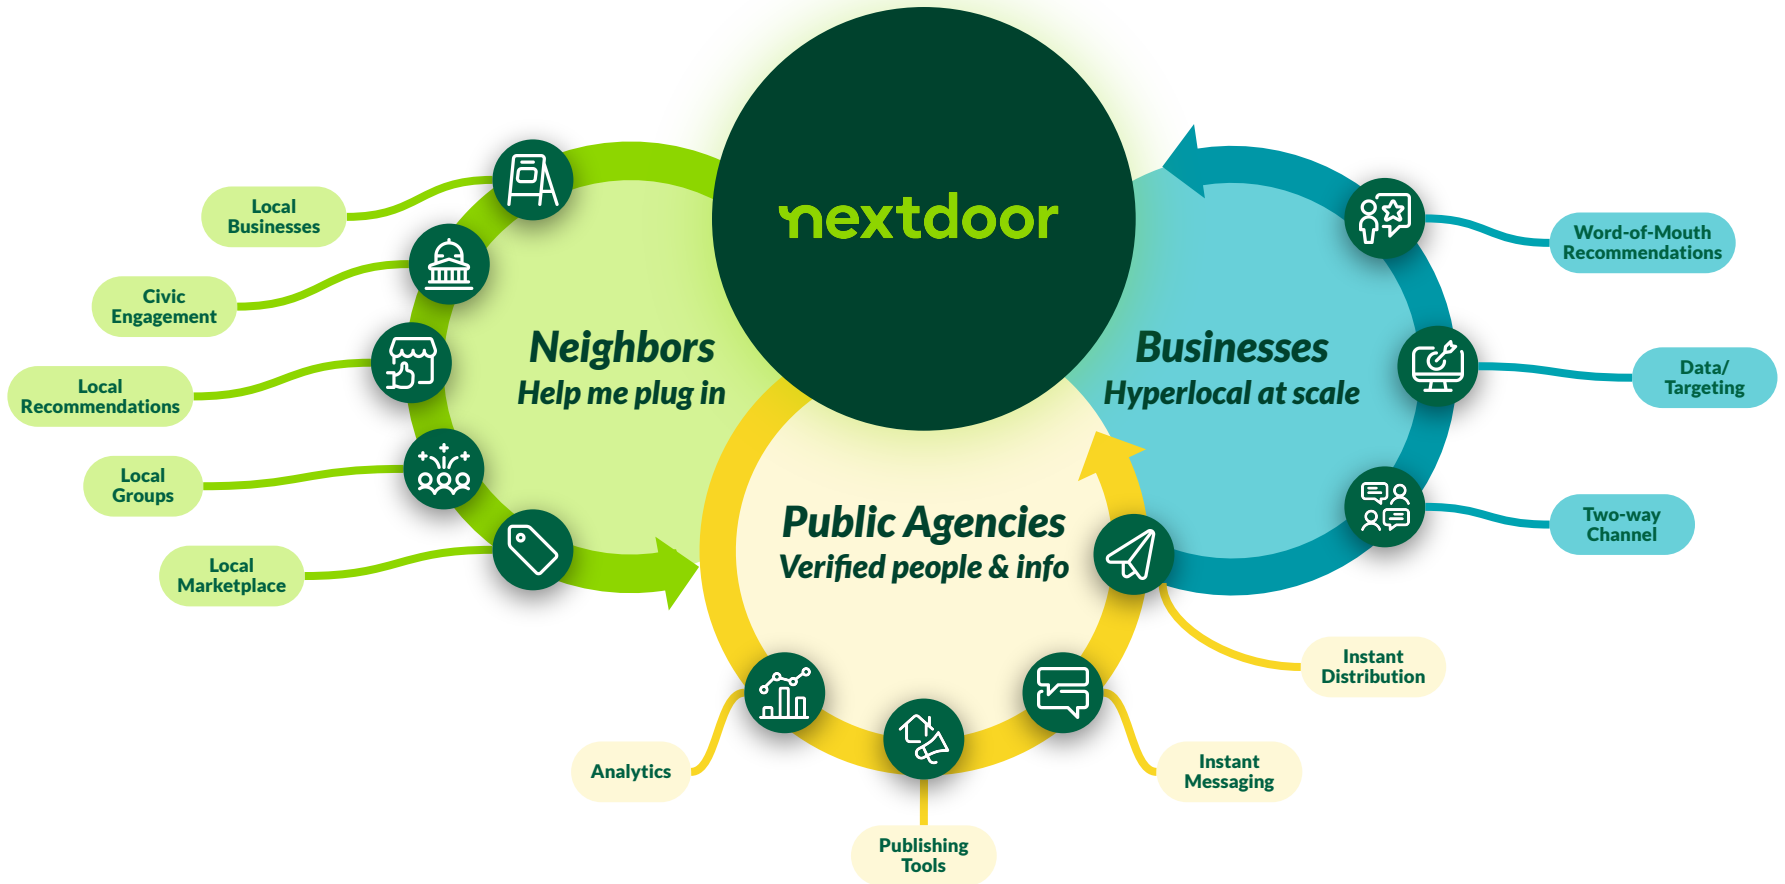 nextdoor
Neighbors
Help me plug in
Local
Businesses
Civic
Engagement
Local
Recommendations
Local
Groups
Local
Marketplace
Public Agencies
Verified people & info
Analytics
Publishing
Tools
Instant
Messaging
Instant
Distribution
Businesses
Hyperlocal at scale
Word-of-Mouth
Recommendations
Data/
Targeting
Two-way
Channel